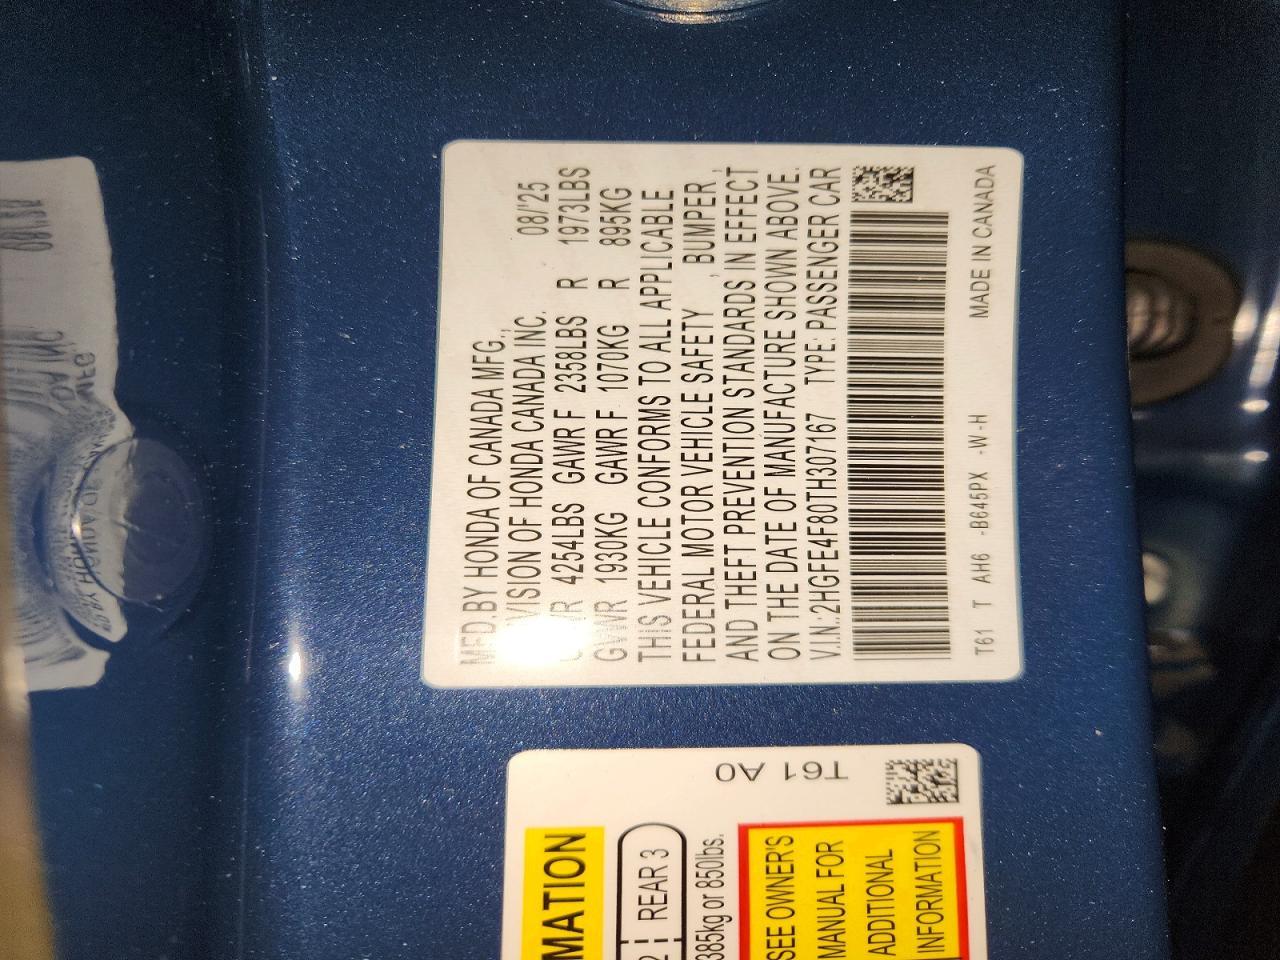 MFD.BY HONDA OF CANADA MFG.,
VISION OF HONDA CANADA INC. 08/'25
GVWR 4254LBS GAWR F 2358LBS R 1973LBS
GVWR 1930KG GAWR F 1070KG R 895KG
THIS VEHICLE CONFORMS TO ALL APPLICABLE
FEDERAL MOTOR VEHICLE SAFETY , BUMPER ,
AND THEFT PREVENTION STANDARDS IN EFFECT
ON THE DATE OF MANUFACTURE SHOWN ABOVE.
V.I.N.:2HGFE4F80TH307167 TYPE: PASSENGER CAR
T61 T AH6 -B645PX -W-H MADE IN CANADA
T61 A0
MATION
2 REAR 3
385kg or 850lbs.
SEE OWNER'S
MANUAL FOR
ADDITIONAL
INFORMATION